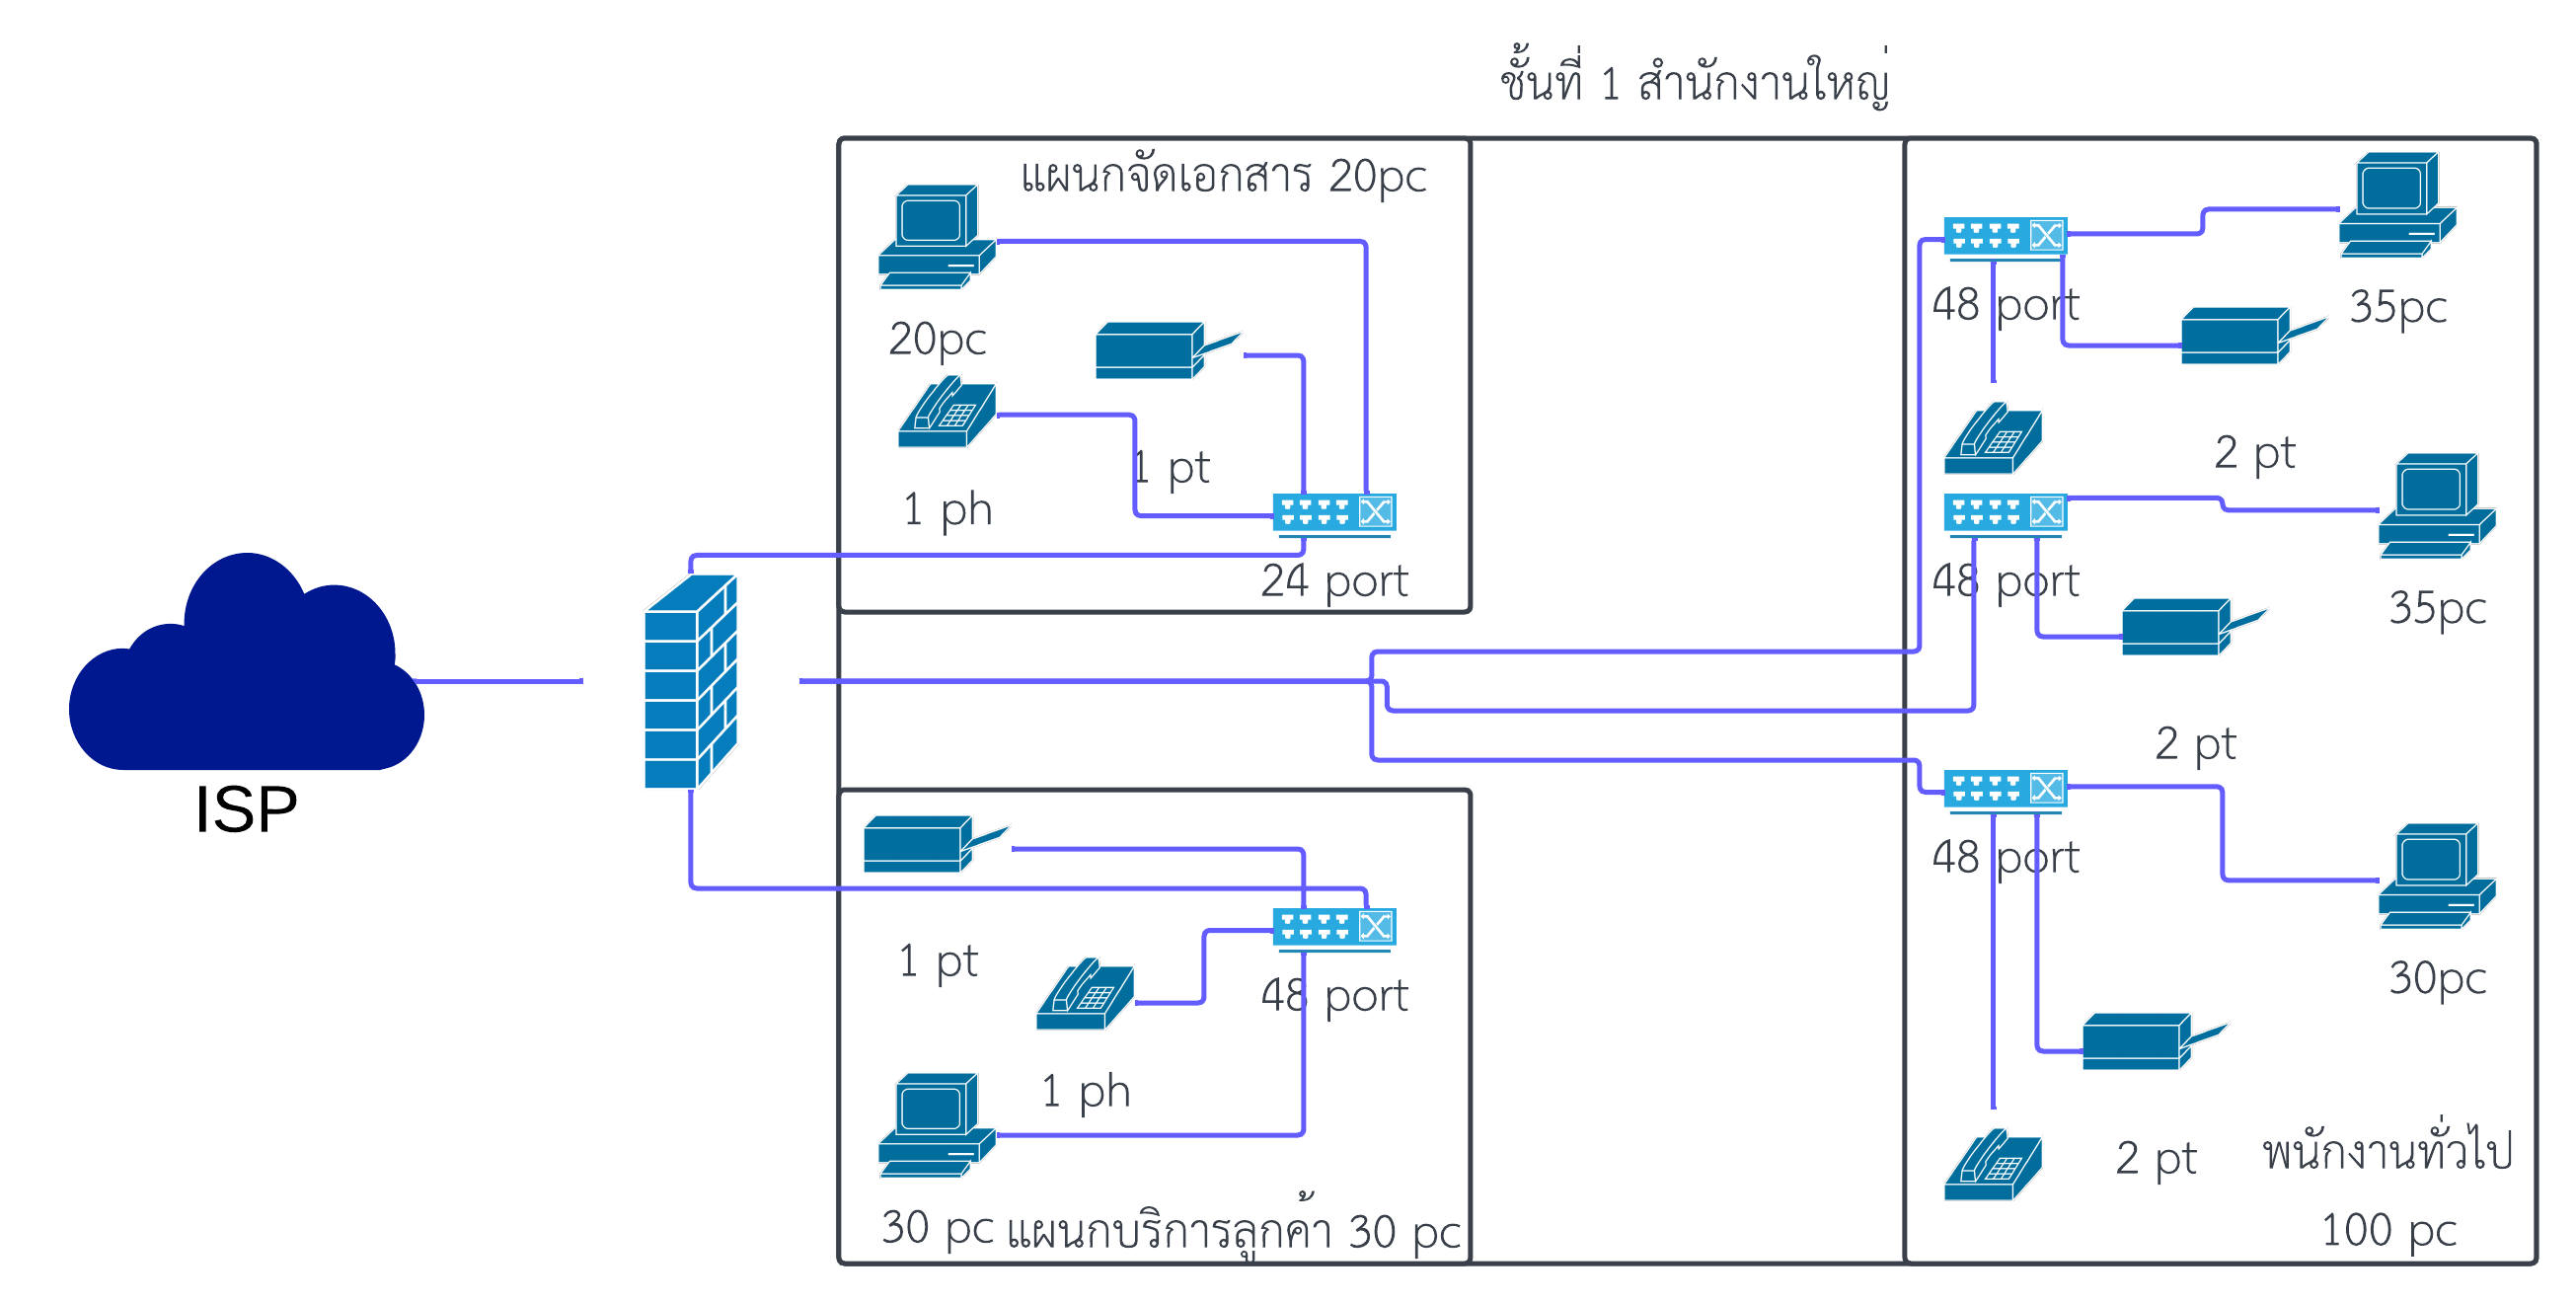 ชั้นที่ 1 สำนักงานใหญ่
แผนกจัดเอกสาร 20pc
20pc
1 pt
1 ph
24 port
ISP
1 pt
48 port
1 ph
30 pc
แผนกบริการลูกค้า 30 pc
48 port
35pc
2 pt
48 port
35pc
2 pt
48 port
30pc
2 pt
พนักงานทั่วไป
100 pc